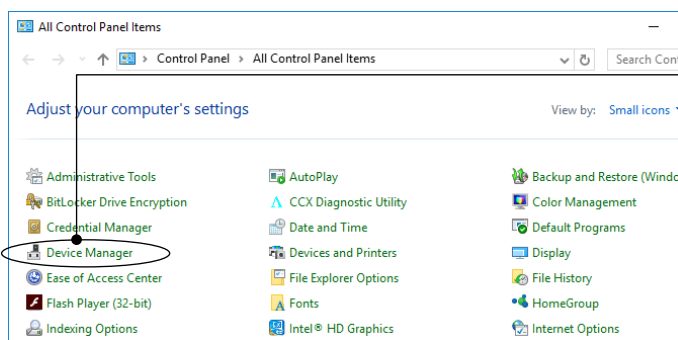 All Control Panel Items
Control Panel > All Control Panel Items
Search Cont
Adjust your computer's settings
View by: Small icons
Administrative Tools
AutoPlay
Backup and Restore (Windo
BitLocker Drive Encryption
CCX Diagnostic Utility
Color Management
Credential Manager
Date and Time
Default Programs
Device Manager
Devices and Printers
Display
Ease of Access Center
File Explorer Options
File History
Flash Player (32-bit)
Fonts
HomeGroup
Indexing Options
Intel® HD Graphics
Internet Options